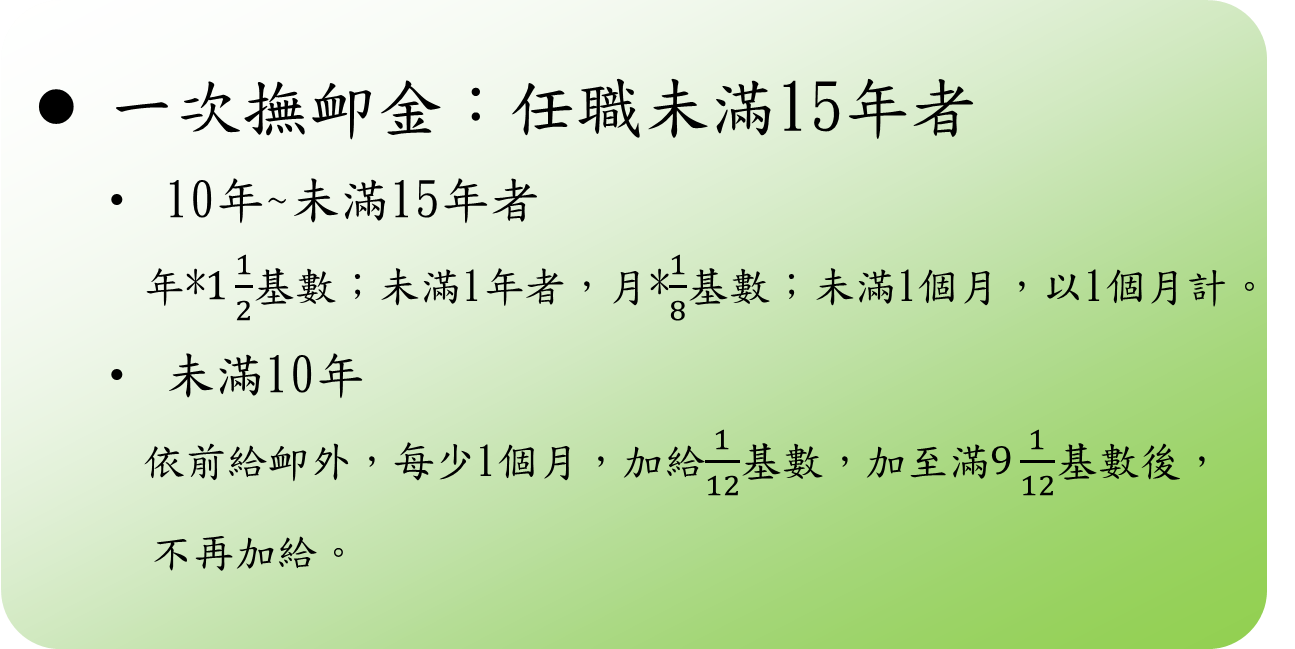 ● 一次撫卹金：任職未滿15年者
• 10年~未滿15年者
年*1 1/2基數；未滿1年者，月*1/8基數；未滿1個月，以1個月計。
• 未滿10年
依前給卹外，每少1個月，加給1/12基數，加至滿9 1/12基數後，
不再加給。